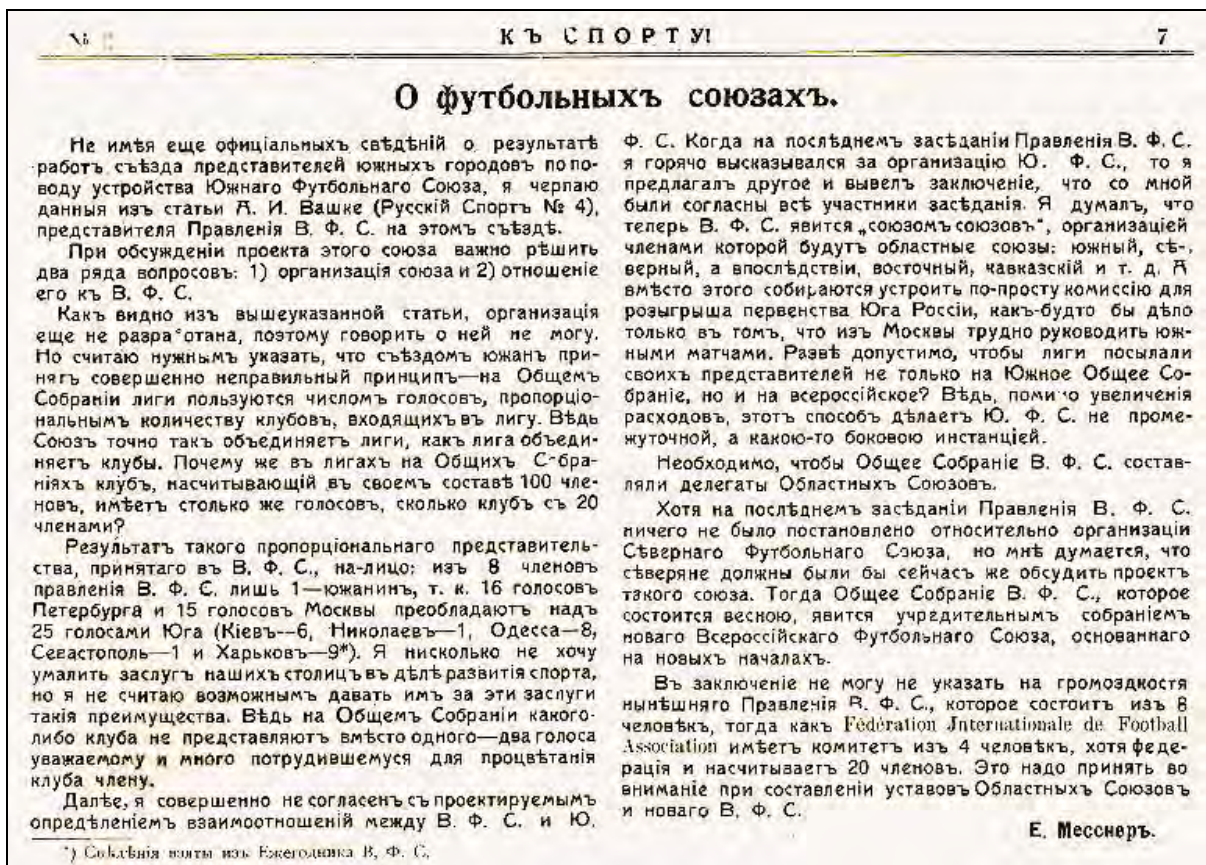 №
КЪ СПОРТУ!
7
О футбольныхъ союзахъ.
Не имѣя еще офиціальныхъ свѣдѣній о результатѣ
работъ съѣзда представителей южныхъ городовъ по по-
воду устройства Южнаго Футбольнаго Союза, я черпаю
данныя изъ статьи А. И. Вашке (Русскій Спортъ № 4),
представителя Правленія В. Ф. С. на этомъ съѣздѣ.
При обсужденіи проекта этого союза важно рѣшить
два ряда вопросовъ: 1) организація союза и 2) отношеніе
его къ В. Ф. С.
Какъ видно изъ вышеуказанной статьи, организація
еще не разра отана, поэтому говорить о ней не могу.
Но считаю нужнымъ указать, что съѣздомъ южанъ при-
нятъ совершенно неправильный принципъ—на Общемъ
Собраніи лиги пользуются числомъ голосовъ, пропорціо-
нальнымъ количеству клубовъ, входящихъ въ лигу. Вѣдь
Союзъ точно такъ объединяетъ лиги, какъ лига объеди-
няетъ клубы. Почему же въ лигахъ на Общихъ С бра-
ніяхъ клубъ, насчитывающій въ своемъ составѣ 100 чле-
новъ, имѣетъ столько же голосовъ, сколько клубъ съ 20
членами?
Результатъ такого пропорціональнаго представитель-
ства, принятаго въ В. Ф. С., на-лицо: изъ 8 членовъ
правленія В. Ф. С. лишь 1—южанинъ, т. к. 16 голосовъ
Петербурга и 15 голосовъ Москвы преобладаютъ надъ
25 голосами Юга (Кіевъ—6, Николаевъ—1, Одесса—8,
Севастополь—1 и Харьковъ—9*). Я нисколько не хочу
умалить заслугъ нашихъ столицъ въ дѣлѣ развитія спорта,
но я не считаю возможнымъ давать имъ за эти заслуги
такія преимущества. Вѣдь на Общемъ Собраніи какого-
либо клуба не представляютъ вмѣсто одного—два голоса
уважаемому и много потрудившемуся для процвѣтанія
клуба члену.
Далѣе, я совершенно не согласенъ съ проектируемымъ
опредѣленіемъ взаимоотношеній между В. Ф. С. и Ю.
*) Свѣдѣнія взяты изъ Ежегодника В, Ф. С.
Ф. С. Когда на послѣднемъ засѣданіи Правленія В. Ф. С.
я горячо высказывался за организацію Ю. Ф. С., то я
предлагалъ другое и вывелъ заключеніе, что со мной
были согласны всѣ участники засѣданія. Я думалъ, что
теперь В. Ф. С. явится „союзомъ союзовъ“, организаціей
членами которой будутъ областные союзы: южный, сѣ-
верный, а впослѣдствіи, восточный, кавказскій и т. д. А
вмѣсто этого собираются устроить по-просту комиссію для
розыгрыша первенства Юга Россіи, какъ-будто бы дѣло
только въ томъ, что изъ Москвы трудно руководить юж-
ными матчами. Развѣ допустимо, чтобы лиги посылали
своихъ представителей не только на Южное Общее Со-
браніе, но и на всероссійское? Вѣдь, помимо увеличенія
расходовъ, этотъ способъ дѣлаетъ Ю. Ф. С. не проме-
жуточной, а какою-то боковою инстанціей.
Необходимо, чтобы Общее Собраніе В. Ф. С. состав-
ляли делегаты Областныхъ Союзовъ.
Хотя на послѣднемъ засѣданіи Правленія В. Ф. С.
ничего не было постановлено относительно организаціи
Сѣвернаго Футбольнаго Союза, но мнѣ думается, что
сѣверяне должны были бы сейчасъ же обсудить проектъ
такого союза. Тогда Общее Собраніе В. Ф. С., которое
состоится весною, явится учредительнымъ собраніемъ
новаго Всероссійскаго Футбольнаго Союза, основаннаго
на новыхъ началахъ.
Въ заключеніе не могу не указать на громоздкостя
нынѣшняго Правленія В. Ф. С., которое состоитъ изъ 8
человѣкъ, тогда какъ Fédération Jnternationale de Football
Association имѣетъ комитетъ изъ 4 человѣкъ, хотя феде-
рація и насчитываетъ 20 членовъ. Это надо принять во
вниманіе при составленіи уставовъ Областныхъ Союзовъ
и новаго В. Ф. С.
Е. Месснеръ.